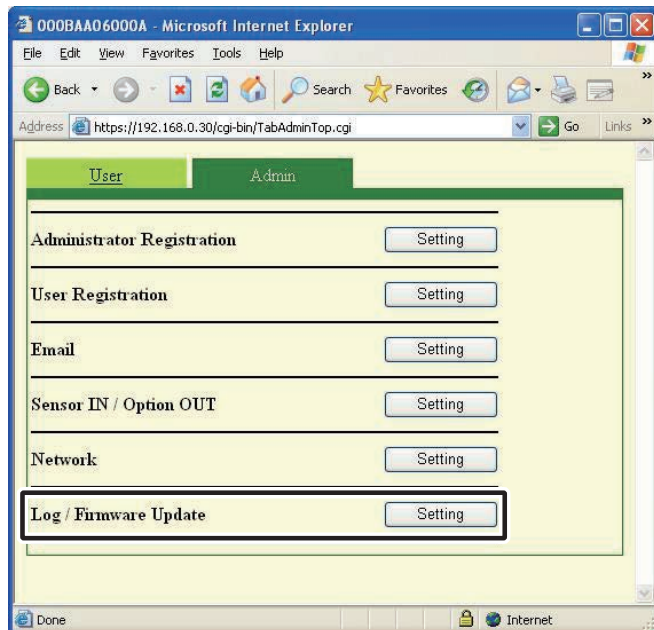 000BAA06000A - Microsoft Internet Explorer
File Edit View Favorites Tools Help
Back Search Favorites »
Address https://192.168.0.30/cgi-bin/TabAdminTop.cgi Go Links »
User Admin
Administrator Registration Setting
User Registration Setting
Email Setting
Sensor IN / Option OUT Setting
Network Setting
Log / Firmware Update Setting
Done Internet